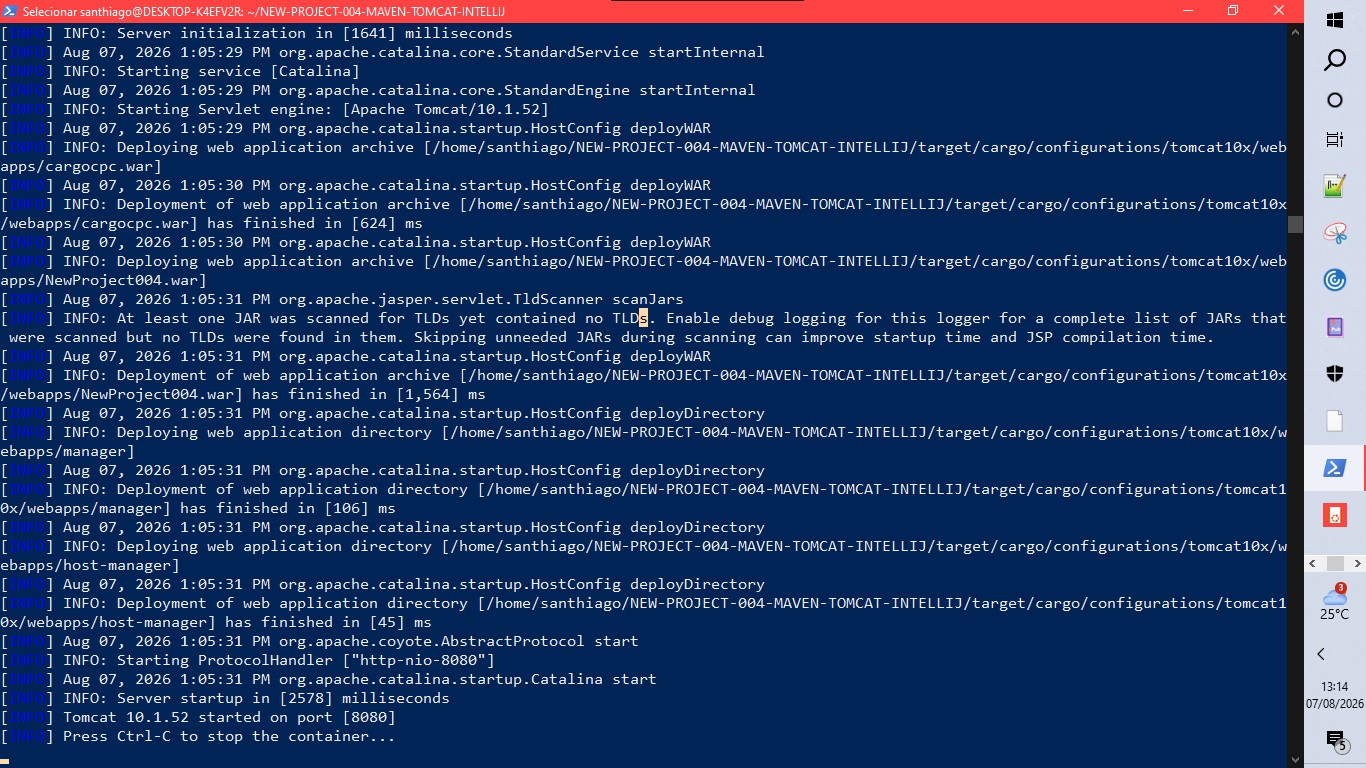 Selecionar santhiago@DESKTOP-K4EFV2R: ~/NEW-PROJECT-004-MAVEN-TOMCAT-INTELLIJ
[INFO] INFO: Server initialization in [1641] milliseconds
[INFO] Aug 07, 2026 1:05:29 PM org.apache.catalina.core.StandardService startInternal
[INFO] INFO: Starting service [Catalina]
[INFO] Aug 07, 2026 1:05:29 PM org.apache.catalina.core.StandardEngine startInternal
[INFO] INFO: Starting Servlet engine: [Apache Tomcat/10.1.52]
[INFO] Aug 07, 2026 1:05:29 PM org.apache.catalina.startup.HostConfig deployWAR
[INFO] INFO: Deploying web application archive [/home/santhiago/NEW-PROJECT-004-MAVEN-TOMCAT-INTELLIJ/target/cargo/configurations/tomcat10x/web
apps/cargocpc.war]
[INFO] Aug 07, 2026 1:05:30 PM org.apache.catalina.startup.HostConfig deployWAR
[INFO] INFO: Deployment of web application archive [/home/santhiago/NEW-PROJECT-004-MAVEN-TOMCAT-INTELLIJ/target/cargo/configurations/tomcat10x
/webapps/cargocpc.war] has finished in [624] ms
[INFO] Aug 07, 2026 1:05:30 PM org.apache.catalina.startup.HostConfig deployWAR
[INFO] INFO: Deploying web application archive [/home/santhiago/NEW-PROJECT-004-MAVEN-TOMCAT-INTELLIJ/target/cargo/configurations/tomcat10x/web
apps/NewProject004.war]
[INFO] Aug 07, 2026 1:05:31 PM org.apache.jasper.servlet.TldScanner scanJars
[INFO] INFO: At least one JAR was scanned for TLDs yet contained no TLDs. Enable debug logging for this logger for a complete list of JARs that
were scanned but no TLDs were found in them. Skipping unneeded JARs during scanning can improve startup time and JSP compilation time.
[INFO] Aug 07, 2026 1:05:31 PM org.apache.catalina.startup.HostConfig deployWAR
[INFO] INFO: Deployment of web application archive [/home/santhiago/NEW-PROJECT-004-MAVEN-TOMCAT-INTELLIJ/target/cargo/configurations/tomcat10x
/webapps/NewProject004.war] has finished in [1,564] ms
[INFO] Aug 07, 2026 1:05:31 PM org.apache.catalina.startup.HostConfig deployDirectory
[INFO] INFO: Deploying web application directory [/home/santhiago/NEW-PROJECT-004-MAVEN-TOMCAT-INTELLIJ/target/cargo/configurations/tomcat10x/w
ebapps/manager]
[INFO] Aug 07, 2026 1:05:31 PM org.apache.catalina.startup.HostConfig deployDirectory
[INFO] INFO: Deployment of web application directory [/home/santhiago/NEW-PROJECT-004-MAVEN-TOMCAT-INTELLIJ/target/cargo/configurations/tomcat1
0x/webapps/manager] has finished in [106] ms
[INFO] Aug 07, 2026 1:05:31 PM org.apache.catalina.startup.HostConfig deployDirectory
[INFO] INFO: Deploying web application directory [/home/santhiago/NEW-PROJECT-004-MAVEN-TOMCAT-INTELLIJ/target/cargo/configurations/tomcat10x/w
ebapps/host-manager]
[INFO] Aug 07, 2026 1:05:31 PM org.apache.catalina.startup.HostConfig deployDirectory
[INFO] INFO: Deployment of web application directory [/home/santhiago/NEW-PROJECT-004-MAVEN-TOMCAT-INTELLIJ/target/cargo/configurations/tomcat1
0x/webapps/host-manager] has finished in [45] ms
[INFO] Aug 07, 2026 1:05:31 PM org.apache.coyote.AbstractProtocol start
[INFO] INFO: Starting ProtocolHandler ["http-nio-8080"]
[INFO] Aug 07, 2026 1:05:31 PM org.apache.catalina.startup.Catalina start
[INFO] INFO: Server startup in [2578] milliseconds
[INFO] Tomcat 10.1.52 started on port [8080]
[INFO] Press Ctrl-C to stop the container...
3
25°C
13:14
07/08/2026
5